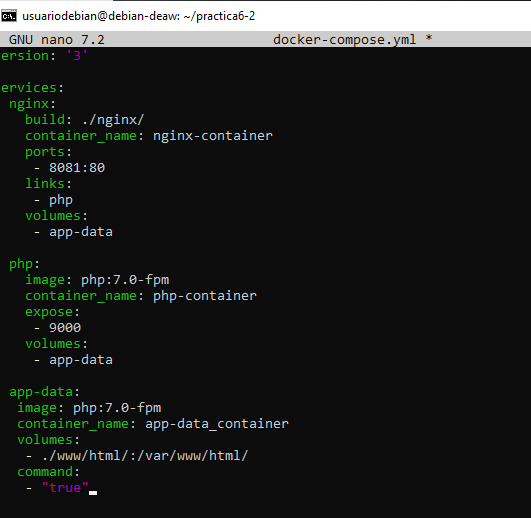 usuariodebian@debian-deaw: ~/practica6-2
GNU nano 7.2 docker-compose.yml *
ersion: '3'
ervices:
nginx:
build: ./nginx/
container_name: nginx-container
ports:
- 8081:80
links:
- php
volumes:
- app-data
php:
image: php:7.0-fpm
container_name: php-container
expose:
- 9000
volumes:
- app-data
app-data:
image: php:7.0-fpm
container_name: app-data_container
volumes:
- ./www/html/:/var/www/html/
command:
- "true"